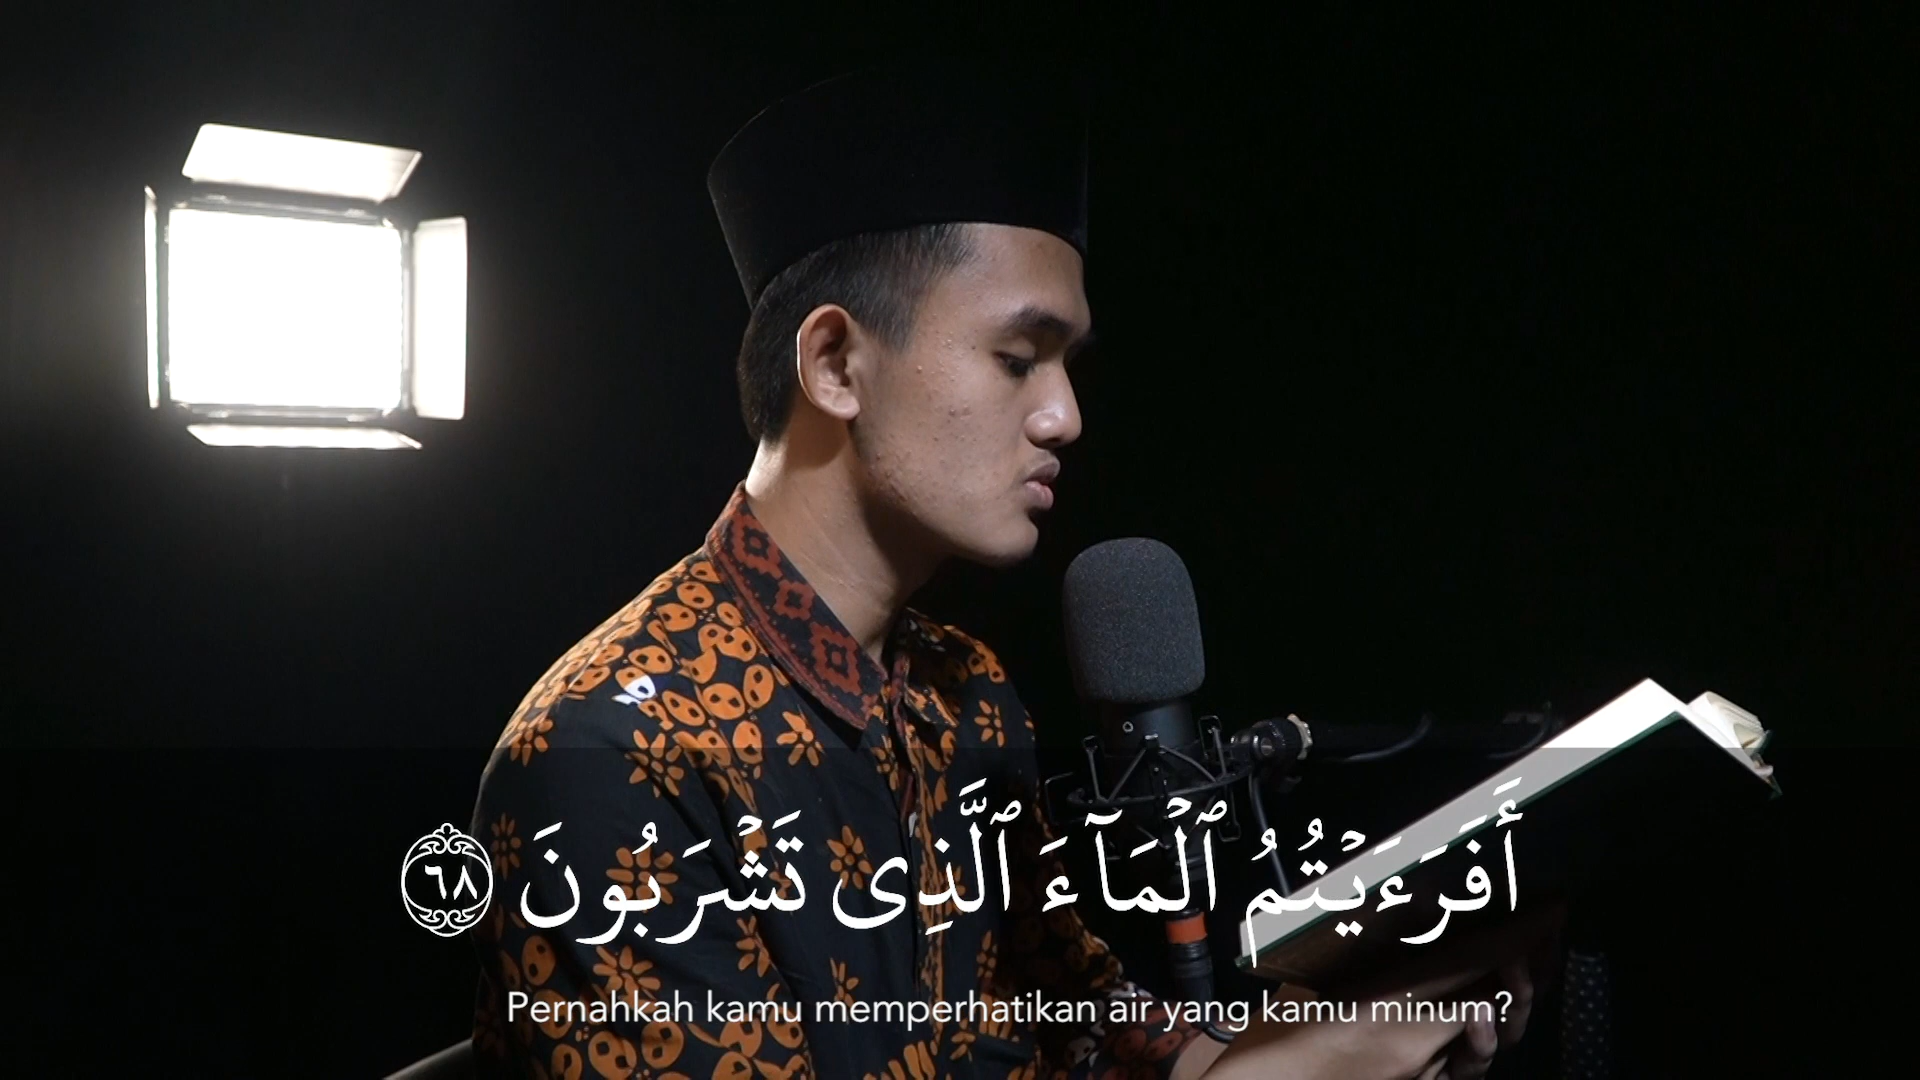 أَفَرَءَيْتُمُ ٱلْمَآءَ ٱلَّذِى تَشْرَبُونَ ٦٨
Pernahkah kamu memperhatikan air yang kamu minum?